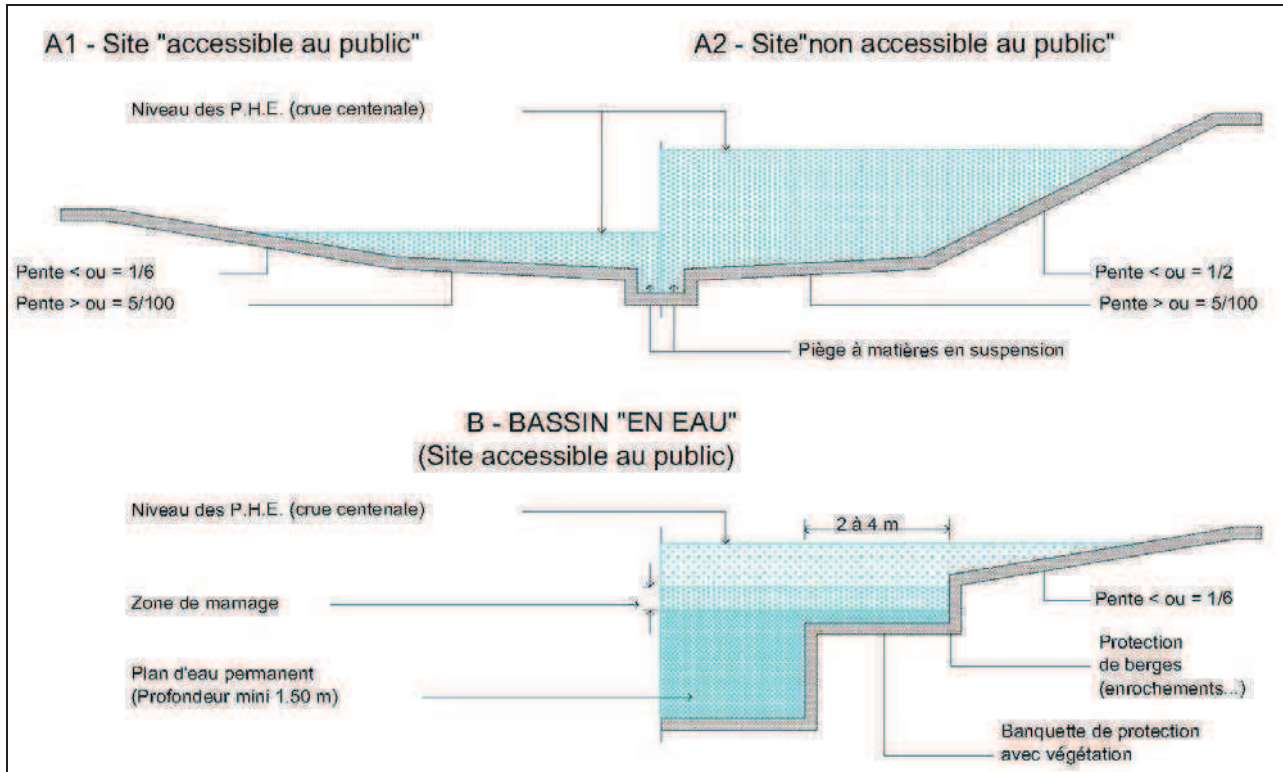 A1 - Site "accessible au public"
A2 - Site"non accessible au public"
Niveau des P.H.E. (crue centenale)
Pente < ou = 1/6
Pente > ou = 5/100
Pente < ou = 1/2
Pente > ou = 5/100
Piège à matières en suspension
B - BASSIN "EN EAU"
(Site accessible au public)
Niveau des P.H.E. (crue centenale)
2 à 4 m
Zone de marnage
Pente < ou = 1/6
Plan d'eau permanent
(Profondeur mini 1.50 m)
Protection
de berges
(enrochements...)
Banquette de protection
avec végétation